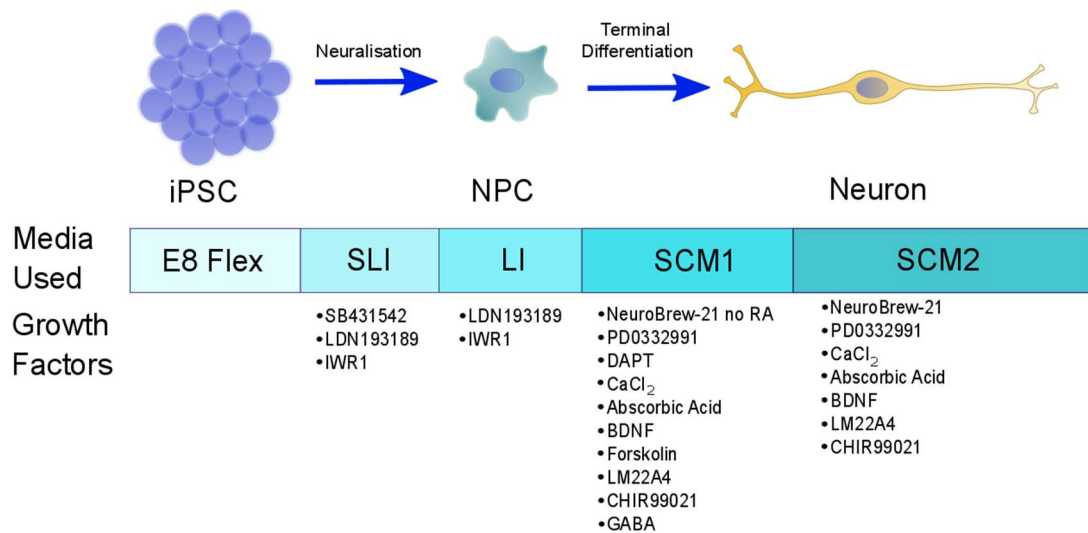 Neuralisation
Terminal
Differentiation
iPSC
NPC
Neuron
Media
Used
E8 Flex
SLI
LI
SCM1
SCM2
Growth
Factors
•SB431542
•LDN193189
•IWR1
•LDN193189
•IWR1
•NeuroBrew-21 no RA
•PD0332991
•DAPT
•CaCl₂
•Abscorbic Acid
•BDNF
•Forskolin
•LM22A4
•CHIR99021
•GABA
•NeuroBrew-21
•PD0332991
•CaCl₂
•Abscorbic Acid
•BDNF
•LM22A4
•CHIR99021